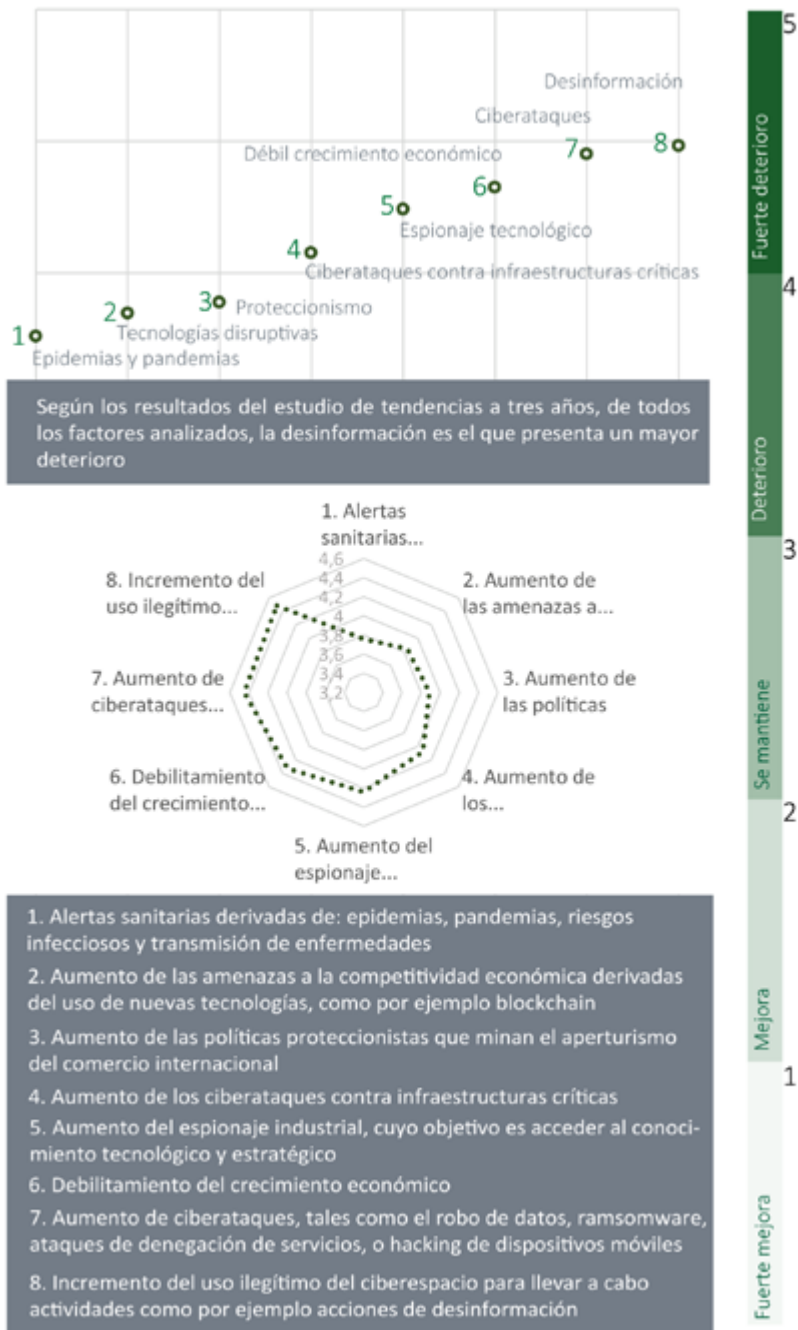 5
Desinformación
Ciberataques
Débil crecimiento económico
7
8
6
5
Espionaje tecnológico
4
Ciberataques contra infraestructuras críticas
3
Proteccionismo
2
Tecnologías disruptivas
1
Epidemias y pandemias
Fuerte deterioro
4
Según los resultados del estudio de tendencias a tres años, de todos
los factores analizados, la desinformación es el que presenta un mayor
deterioro
Deterioro
3
1. Alertas
sanitarias...
2. Aumento de
las amenazas a...
3. Aumento de
las políticas
4. Aumento de
los...
5. Aumento del
espionaje...
6. Debilitamiento
del crecimiento...
7. Aumento de
ciberataques...
8. Incremento del
uso ilegítimo...
4,6
4,4
4,2
4
3,8
3,6
3,4
3,2
Se mantiene
2
1. Alertas sanitarias derivadas de: epidemias, pandemias, riesgos
infecciosos y transmisión de enfermedades
2. Aumento de las amenazas a la competitividad económica derivadas
del uso de nuevas tecnologías, como por ejemplo blockchain
3. Aumento de las políticas proteccionistas que minan el aperturismo
del comercio internacional
4. Aumento de los ciberataques contra infraestructuras críticas
5. Aumento del espionaje industrial, cuyo objetivo es acceder al conoci-
miento tecnológico y estratégico
6. Debilitamiento del crecimiento económico
7. Aumento de ciberataques, tales como el robo de datos, ramsomware,
ataques de denegación de servicios, o hacking de dispositivos móviles
8. Incremento del uso ilegítimo del ciberespacio para llevar a cabo
actividades como por ejemplo acciones de desinformación
Mejora
1
Fuerte mejora